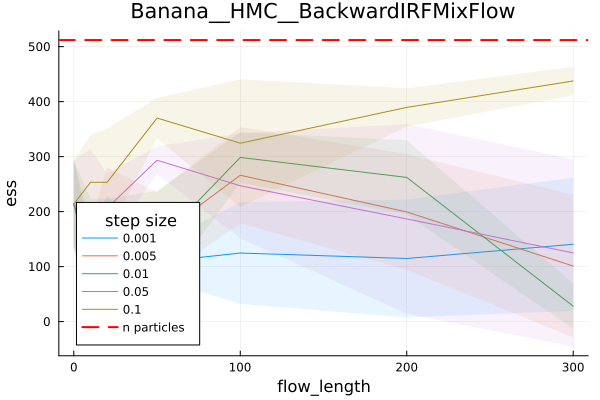 Banana__HMC__BackwardIRFMixFlow
ess
500
400
300
200
100
0
step size
0.001
0.005
0.01
0.05
0.1
n particles
0 100 200 300
flow_length